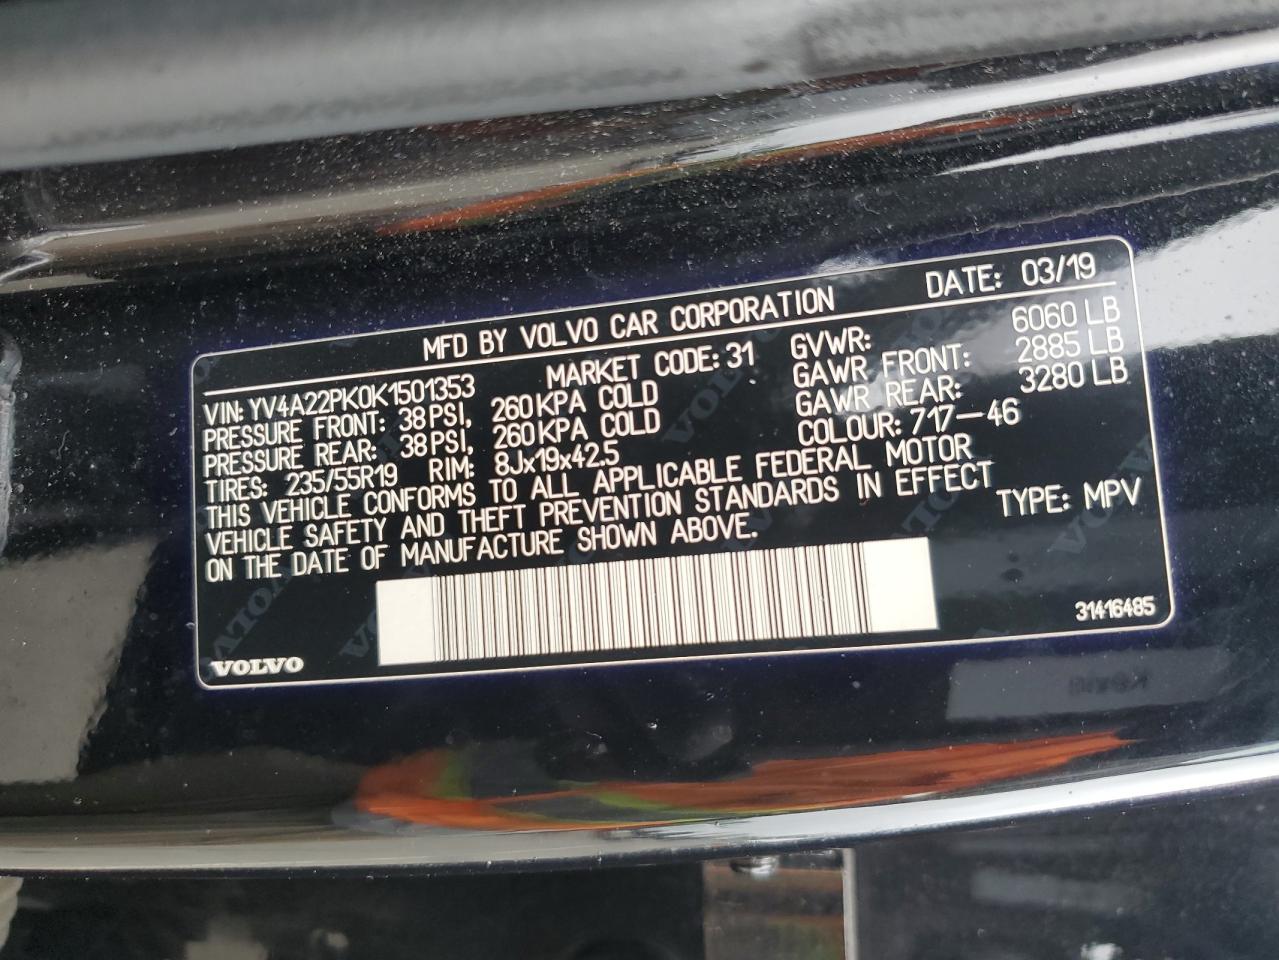 MFD BY VOLVO CAR CORPORATION DATE: 03/19
VIN: YV4A22PK0K1501353 MARKET CODE: 31 GVWR: 6060 LB
PRESSURE FRONT: 38 PSI, 260 KPA COLD GAWR FRONT: 2885 LB
PRESSURE REAR: 38 PSI, 260 KPA COLD GAWR REAR: 3280 LB
TIRES: 235/55R19 RIM: 8Jx19x42.5 COLOUR: 717-46
THIS VEHICLE CONFORMS TO ALL APPLICABLE FEDERAL MOTOR
VEHICLE SAFETY AND THEFT PREVENTION STANDARDS IN EFFECT
ON THE DATE OF MANUFACTURE SHOWN ABOVE. TYPE: MPV
VOLVO 31416485